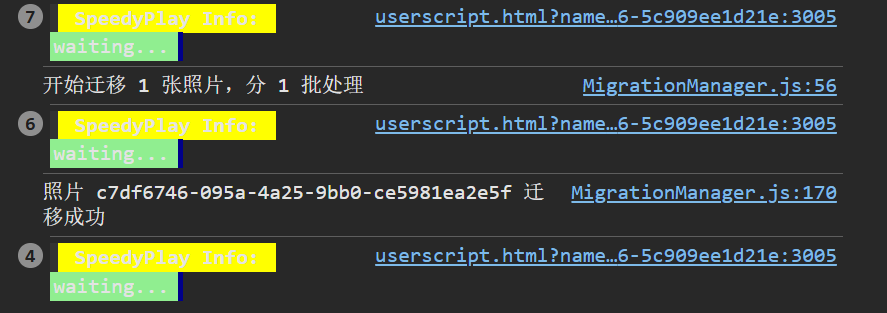 7 SpeedyPlay Info: userscript.html?name…6-5c909ee1d21e:3005
waiting...
开始迁移 1 张照片，分 1 批处理 MigrationManager.js:56
6 SpeedyPlay Info: userscript.html?name…6-5c909ee1d21e:3005
waiting...
照片 c7df6746-095a-4a25-9bb0-ce5981ea2e5f 迁 MigrationManager.js:170
移成功
4 SpeedyPlay Info: userscript.html?name…6-5c909ee1d21e:3005
waiting...